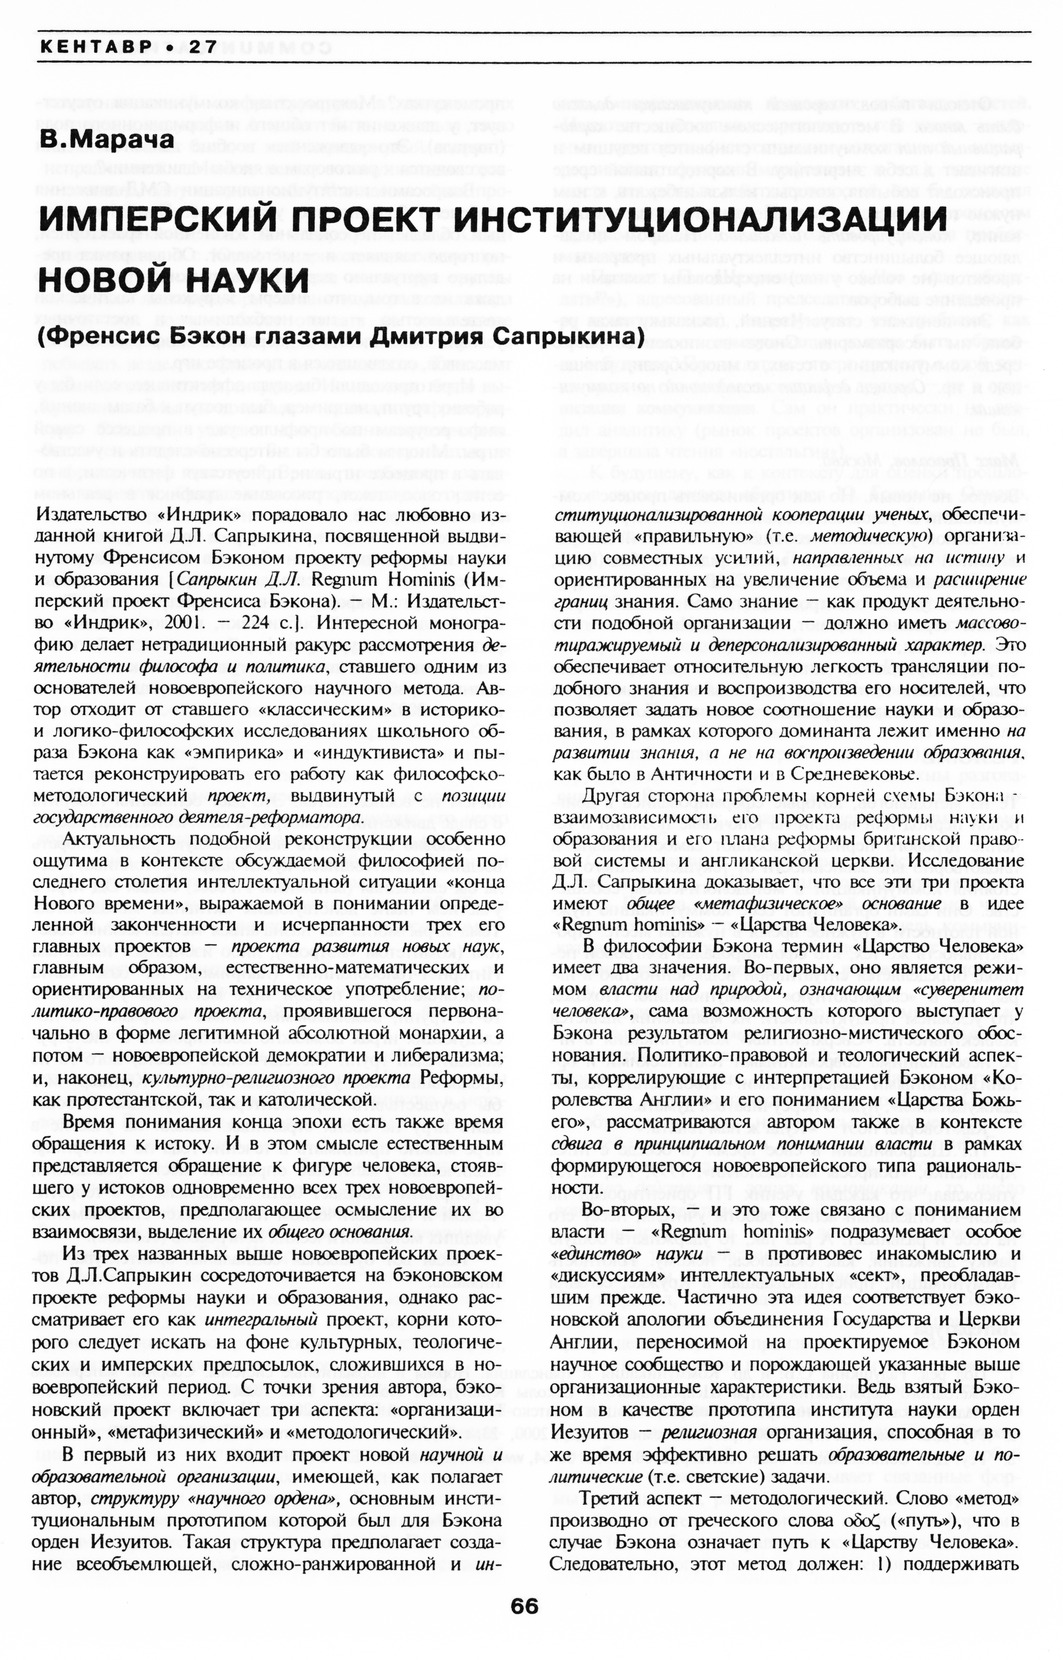 КЕНТАВР • 27
В.Марача
ИМПЕРСКИЙ ПРОЕКТ ИНСТИТУЦИОНАЛИЗАЦИИ
НОВОЙ НАУКИ
(Френсис Бэкон глазами Дмитрия Сапрыкина)
Издательство «Индрик» порадовало нас любовно из-
данной книгой Д.Л. Сапрыкина, посвященной выдви-
нутому Френсисом Бэконом проекту реформы науки
и образования [Сапрыкин Д.Л. Regnum Hominis (Им-
перский проект Френсиса Бэкона). — М.: Издательст-
во «Индрик», 2001. — 224 с.]. Интересной моногра-
фию делает нетрадиционный ракурс рассмотрения де-
ятельности философа и политика, ставшего одним из
основателей новоевропейского научного метода. Ав-
тор отходит от ставшего «классическим» в историко-
и логико-философских исследованиях школьного об-
раза Бэкона как «эмпирика» и «индуктивиста» и пы-
тается реконструировать его работу как философско-
методологический проект, выдвинутый с позиции
государственного деятеля-реформатора.
Актуальность подобной реконструкции особенно
ощутима в контексте обсуждаемой философией по-
следнего столетия интеллектуальной ситуации «конца
Нового времени», выражаемой в понимании опреде-
ленной законченности и исчерпанности трех его
главных проектов — проекта развития новых наук,
главным образом, естественно-математических и
ориентированных на техническое употребление; по-
литико-правового проекта, проявившегося первона-
чально в форме легитимной абсолютной монархии, а
потом — новоевропейской демократии и либерализма;
и, наконец, культурно-религиозного проекта Реформы,
как протестантской, так и католической.
Время понимания конца эпохи есть также время
обращения к истоку. И в этом смысле естественным
представляется обращение к фигуре человека, стояв-
шего у истоков одновременно всех трех новоевропей-
ских проектов, предполагающее осмысление их во
взаимосвязи, выделение их общего основания.
Из трех названных выше новоевропейских проек-
тов Д.Л.Сапрыкин сосредоточивается на бэконовском
проекте реформы науки и образования, однако рас-
сматривает его как интегральный проект, корни кото-
рого следует искать на фоне культурных, теологиче-
ских и имперских предпосылок, сложившихся в но-
воевропейский период. С точки зрения автора, бэко-
новский проект включает три аспекта: «организаци-
онный», «метафизический» и «методологический».
В первый из них входит проект новой научной и
образовательной организации, имеющей, как полагает
автор, структуру «научного ордена», основным инсти-
туциональным прототипом которой был для Бэкона
орден Иезуитов. Такая структура предполагает созда-
ние всеобъемлющей, сложно-ранжированной и ин-
ституционализированной кооперации ученых, обеспечи-
вающей «правильную» (т.е. методическую) организа-
цию совместных усилий, направленных на истину и
ориентированных на увеличение объема и расширение
границ знания. Само знание — как продукт деятельно-
сти подобной организации — должно иметь массово-
тиражируемый и деперсонализированный характер. Это
обеспечивает относительную легкость трансляции по-
добного знания и воспроизводства его носителей, что
позволяет задать новое соотношение науки и образо-
вания, в рамках которого доминанта лежит именно на
развитии знания, а не на воспроизведении образования,
как было в Античности и в Средневековье.
Другая сторона проблемы корней схемы Бэкона -
взаимозависимость его проекта реформы науки и
образования и его плана реформы британской право-
вой системы и англиканской церкви. Исследование
Д.Л. Сапрыкина доказывает, что все эти три проекта
имеют общее «метафизическое» основание в идее
«Regnum hominis» — «Царства Человека».
В философии Бэкона термин «Царство Человека»
имеет два значения. Во-первых, оно является режи-
мом власти над природой, означающим «суверенитет
человека», сама возможность которого выступает у
Бэкона результатом религиозно-мистического обос-
нования. Политико-правовой и теологический аспек-
ты, коррелирующие с интерпретацией Бэконом «Ко-
ролевства Англии» и его пониманием «Царства Божь-
его», рассматриваются автором также в контексте
сдвига в принципиальном понимании власти в рамках
формирующегося новоевропейского типа рациональ-
ности.
Во-вторых, — и это тоже связано с пониманием
власти — «Regnum hominis» подразумевает особое
«единство» науки — в противовес инакомыслию и
«дискуссиям» интеллектуальных «сект», преобладав-
шим прежде. Частично эта идея соответствует бэко-
новской апологии объединения Государства и Церкви
Англии, переносимой на проектируемое Бэконом
научное сообщество и порождающей указанные выше
организационные характеристики. Ведь взятый Бэко-
ном в качестве прототипа института науки орден
Иезуитов — религиозная организация, способная в то
же время эффективно решать образовательные и по-
литические (т.е. светские) задачи.
Третий аспект — методологический. Слово «метод»
производно от греческого слова οδοζ («путь»), что в
случае Бэкона означает путь к «Царству Человека».
Следовательно, этот метод должен: 1) поддерживать
66